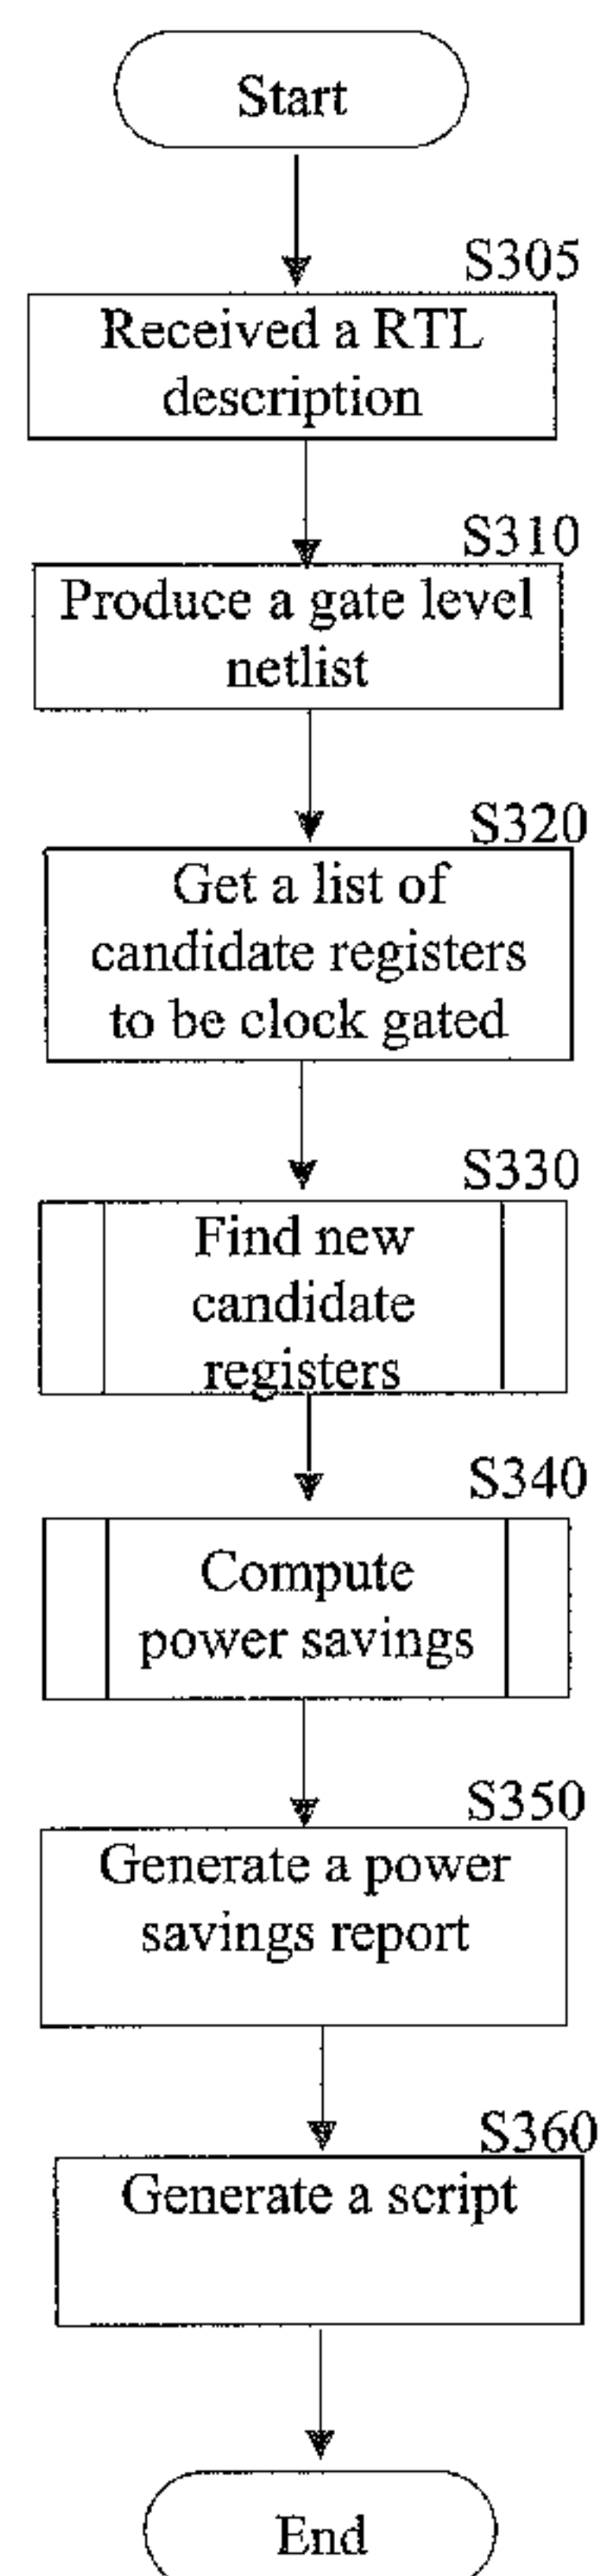 Start
S305
Received a RTL
description
S310
Produce a gate level
netlist
S320
Get a list of
candidate registers
to be clock gated
S330
Find new
candidate
registers
S340
Compute
power savings
S350
Generate a power
savings report
S360
Generate a script
End